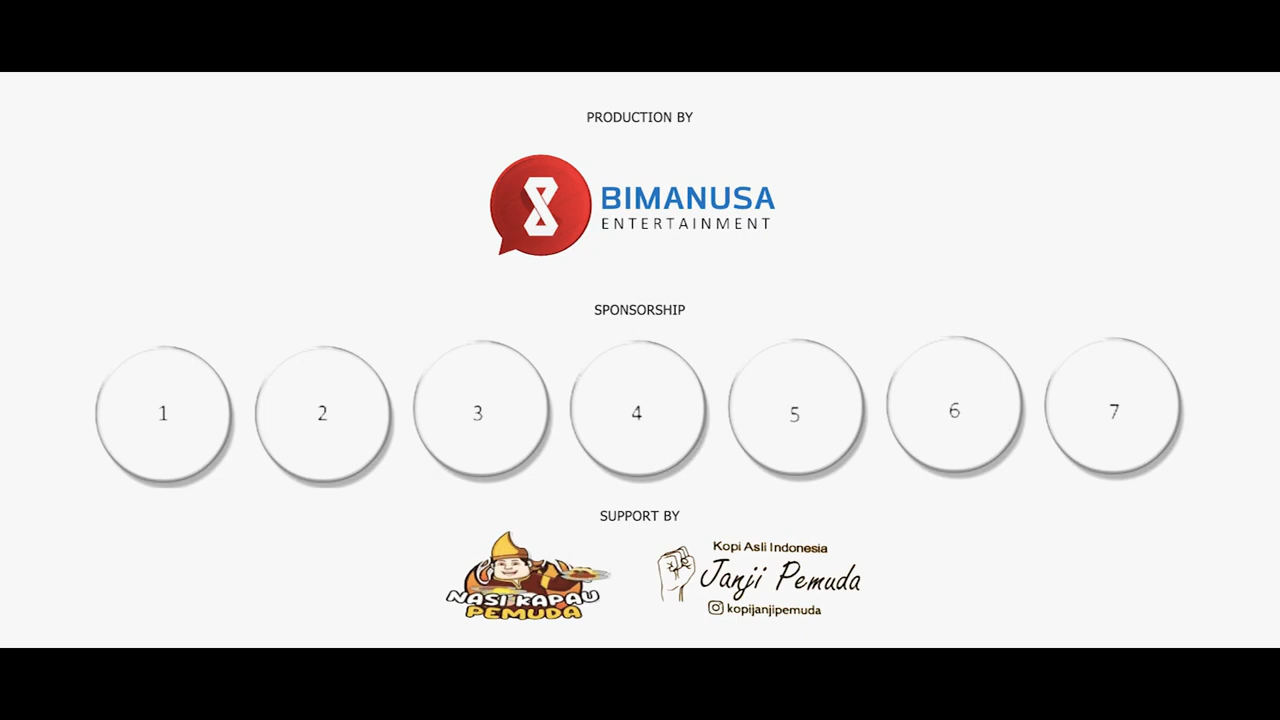 PRODUCTION BY
BIMANUSA
ENTERTAINMENT
SPONSORSHIP
1 2 3 4 5 6 7
SUPPORT BY
NASI KAPAU
PEMUDA
Kopi Asli Indonesia
Janji Pemuda
kopijanjipemuda